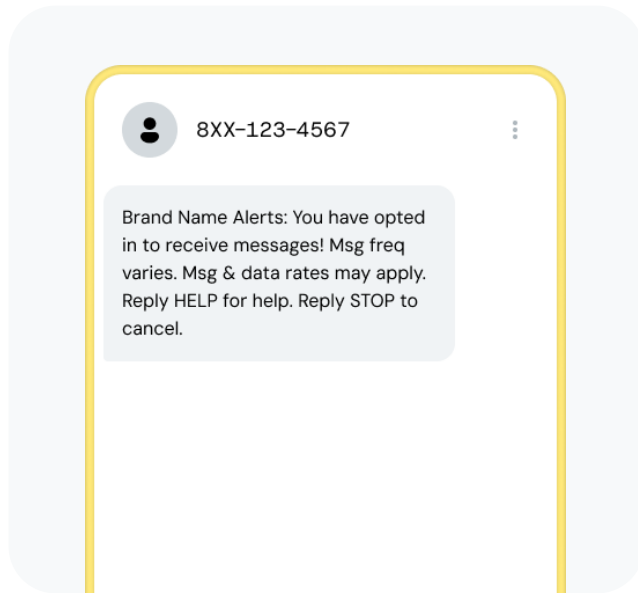 8XX-123-4567
Brand Name Alerts: You have opted
in to receive messages! Msg freq
varies. Msg & data rates may apply.
Reply HELP for help. Reply STOP to
cancel.